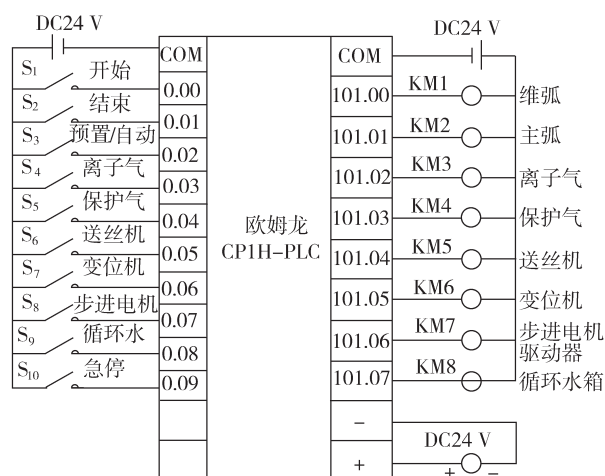 DC24 V
S1 开始
S2 结束
S3 预置/自动
S4 离子气
S5 保护气
S6 送丝机
S7 变位机
S8 步进电机
S9 循环水
S10 急停
COM
0.00
0.01
0.02
0.03
0.04
0.05
0.06
0.07
0.08
0.09
欧姆龙
CP1H-PLC
COM
101.00
101.01
101.02
101.03
101.04
101.05
101.06
101.07
-
+
DC24 V
KM1 维弧
KM2 主弧
KM3 离子气
KM4 保护气
KM5 送丝机
KM6 变位机
KM7 步进电机
驱动器
KM8 循环水箱
DC24 V
+ -